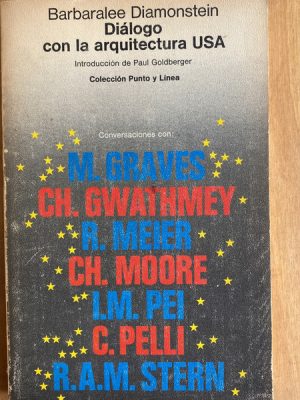 Barbaralee Diamonstein
Diálogo
con la arquitectura USA
Introducción de Paul Goldberger
Colección Punto y Línea
Conversaciones con:
M. GRAVES
CH. GWATHMEY
R. MEIER
CH. MOORE
I.M. PEI
C. PELLI
R.A.M. STERN